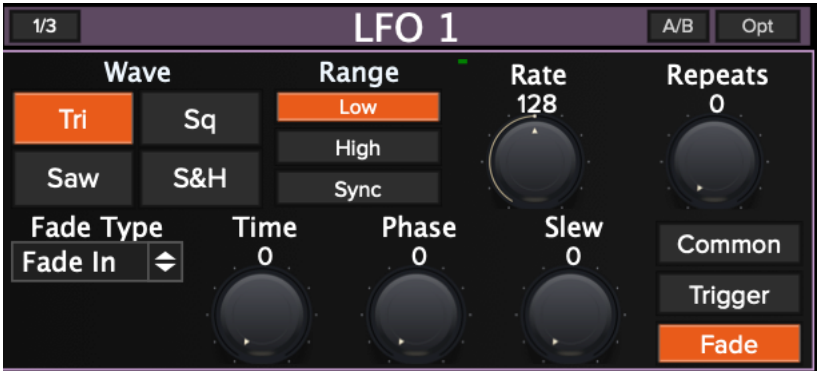 1/3 LFO 1 A/B Opt
Wave Range Rate Repeats
Tri Sq Low 128 0
High
Saw S&H Sync
Fade Type Time Phase Slew
Fade In 0 0 0
Common
Trigger
Fade